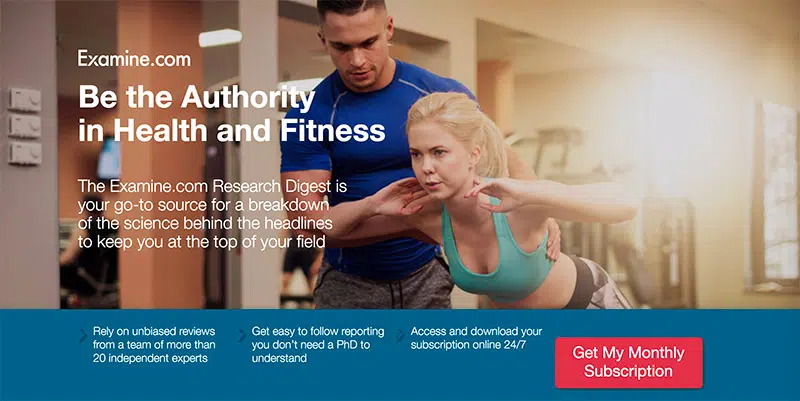 Examine.com
Be the Authority
in Health and Fitness
The Examine.com Research Digest is
your go-to source for a breakdown
of the science behind the headlines
to keep you at the top of your field
Rely on unbiased reviews
from a team of more than
20 independent experts
Get easy to follow reporting
you don't need a PhD to
understand
Access and download your
subscription online 24/7
Get My Monthly
Subscription